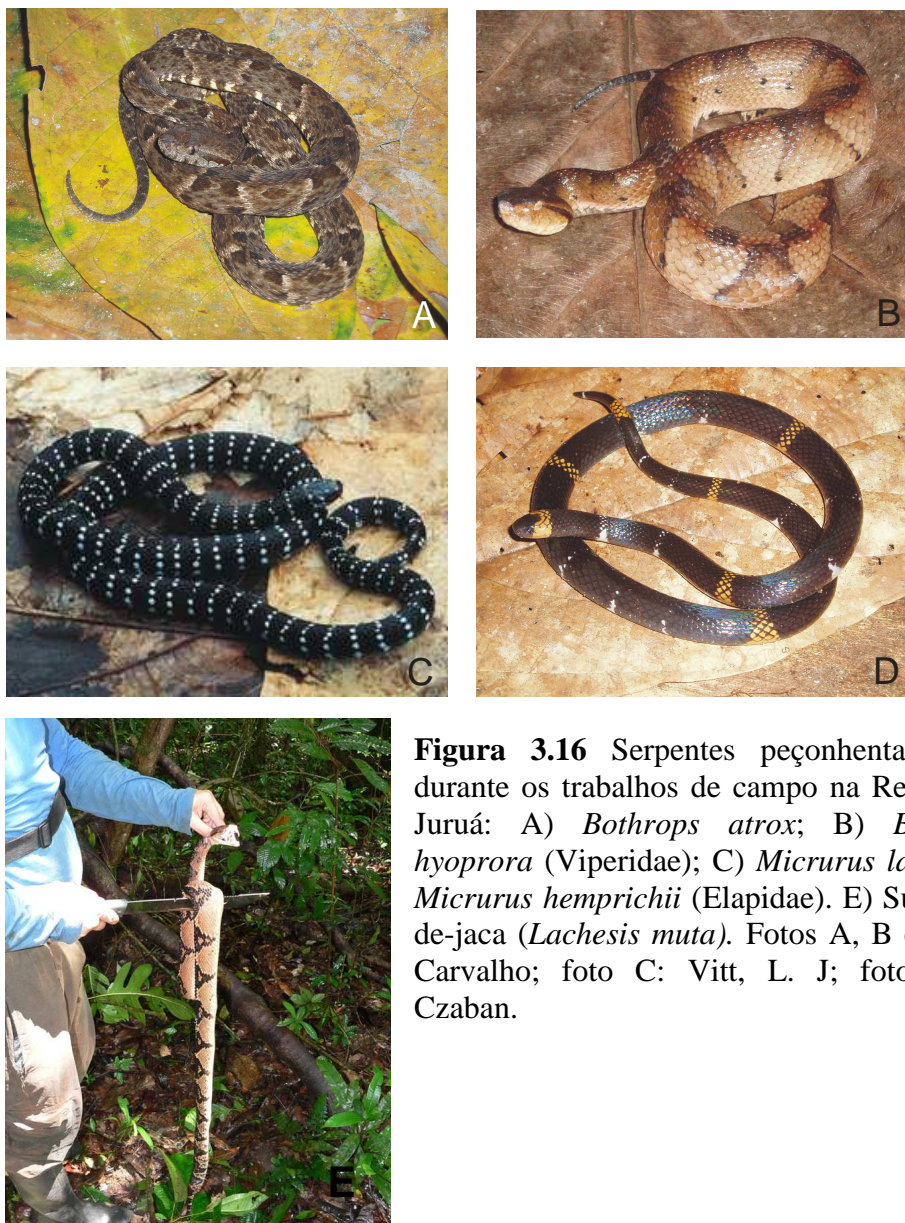 A
B
C
D
E
Figura 3.16 Serpentes peçonhenta
durante os trabalhos de campo na Re
Juruá: A) Bothrops atrox; B)
hyoprora (Viperidae); C) Micrurus la
Micrurus hemprichii (Elapidae). E) Su
de-jaca (Lachesis muta). Fotos A, B
Carvalho; foto C: Vitt, L. J; foto
Czaban.